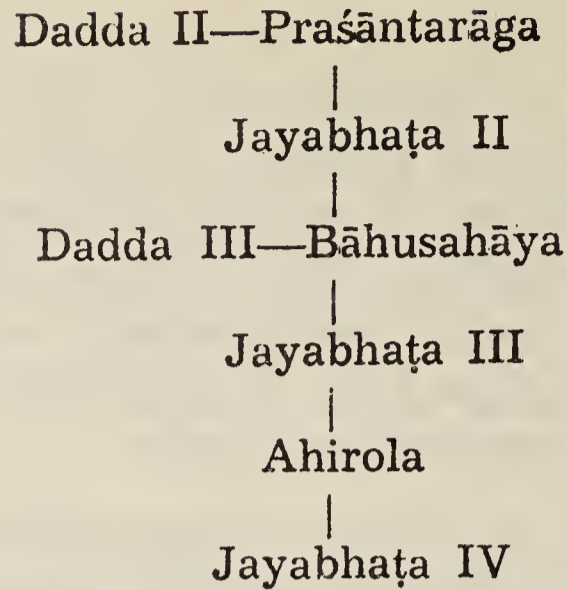 Dadda II—Praśāntarāga
Jayabhaṭa II
Dadda III—Bāhusahāya
Jayabhaṭa III
Ahirola
Jayabhaṭa IV